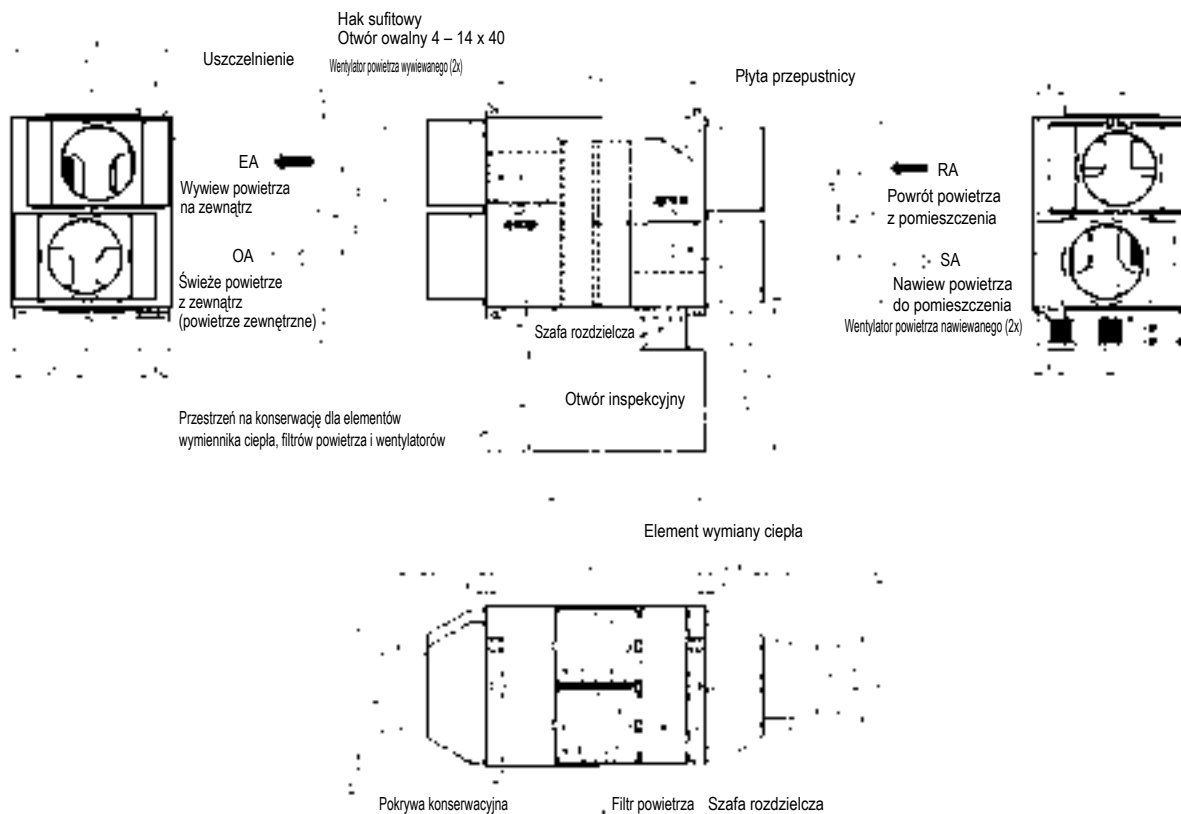 Hak sufitowy
Otwór owalny 4 – 14 x 40
Uszczelnienie
Wentylator powietrza wywiewanego (2x)
Płyta przepustnicy
EA
Wywiew powietrza
na zewnątrz
OA
Świeże powietrze
z zewnątrz
(powietrze zewnętrzne)
RA
Powrót powietrza
z pomieszczenia
SA
Nawiew powietrza
do pomieszczenia
Wentylator powietrza nawiewanego (2x)
Szafa rozdzielcza
Otwór inspekcyjny
Przestrzeń na konserwację dla elementów
wymiennika ciepła, filtrów powietrza i wentylatorów
Element wymiany ciepła
Pokrywa konserwacyjna
Filtr powietrza
Szafa rozdzielcza